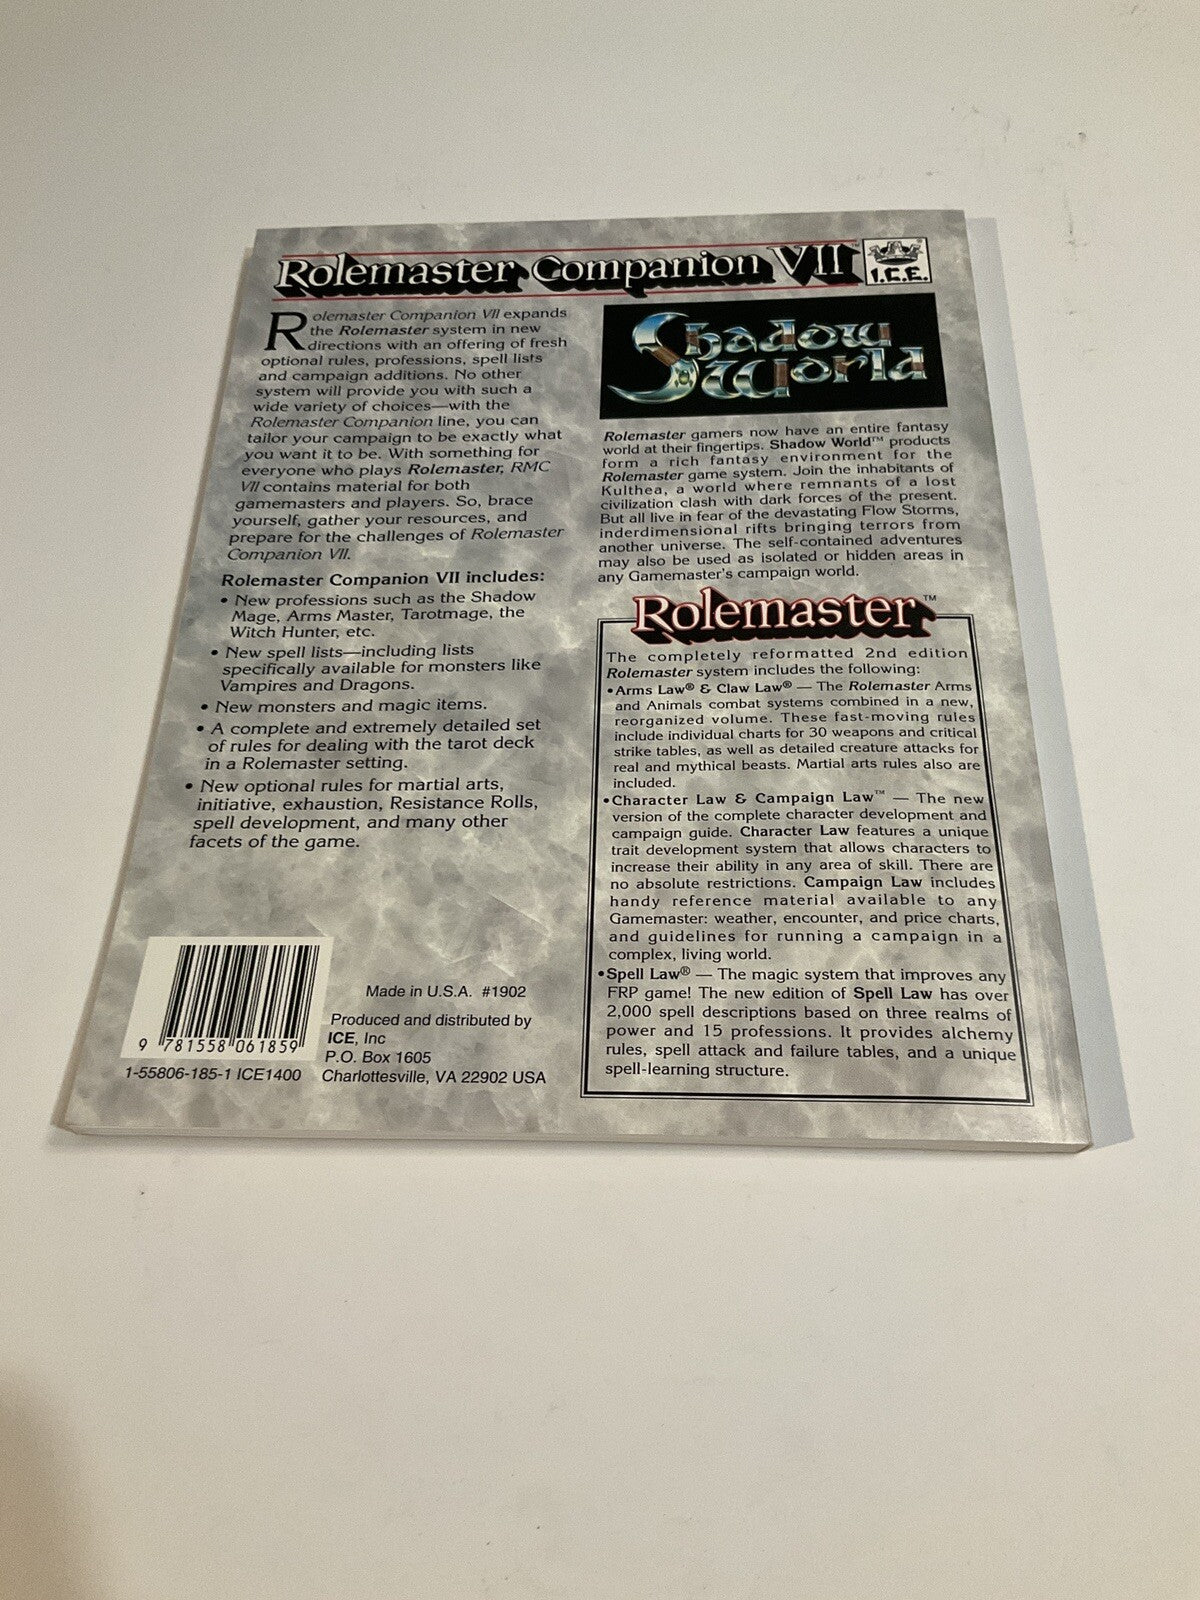 Rolemaster Companion VII™
I.C.E.®
Rolemaster Companion VII expands
the Rolemaster system in new
directions with an offering of fresh
optional rules, professions, spell lists
and campaign additions. No other
system will provide you with such a
wide variety of choices—with the
Rolemaster Companion line, you can
tailor your campaign to be exactly what
you want it to be. With something for
everyone who plays Rolemaster, RMC
VII contains material for both
gamemasters and players. So, brace
yourself, gather your resources, and
prepare for the challenges of Rolemaster
Companion VII.
Rolemaster Companion VII includes:
• New professions such as the Shadow
Mage, Arms Master, Tarotmage, the
Witch Hunter, etc.
• New spell lists—including lists
specifically available for monsters like
Vampires and Dragons.
• New monsters and magic items.
• A complete and extremely detailed set
of rules for dealing with the tarot deck
in a Rolemaster setting.
• New optional rules for martial arts,
initiative, exhaustion, Resistance Rolls,
spell development, and many other
facets of the game.
9 781558 061859
1-55806-185-1 ICE1400
Made in U.S.A. #1902
Produced and distributed by
ICE, Inc
P.O. Box 1605
Charlottesville, VA 22902 USA
Shadow
World
Rolemaster gamers now have an entire fantasy
world at their fingertips. Shadow World™ products
form a rich fantasy environment for the
Rolemaster game system. Join the inhabitants of
Kulthea, a world where remnants of a lost
civilization clash with dark forces of the present.
But all live in fear of the devastating Flow Storms,
inderdimensional rifts bringing terrors from
another universe. The self-contained adventures
may also be used as isolated or hidden areas in
any Gamemaster's campaign world.
Rolemaster™
The completely reformatted 2nd edition
Rolemaster system includes the following:
•Arms Law® & Claw Law® — The Rolemaster Arms
and Animals combat systems combined in a new,
reorganized volume. These fast-moving rules
include individual charts for 30 weapons and critical
strike tables, as well as detailed creature attacks for
real and mythical beasts. Martial arts rules also are
included.
•Character Law & Campaign Law™ — The new
version of the complete character development and
campaign guide. Character Law features a unique
trait development system that allows characters to
increase their ability in any area of skill. There are
no absolute restrictions. Campaign Law includes
handy reference material available to any
Gamemaster: weather, encounter, and price charts,
and guidelines for running a campaign in a
complex, living world.
•Spell Law® — The magic system that improves any
FRP game! The new edition of Spell Law has over
2,000 spell descriptions based on three realms of
power and 15 professions. It provides alchemy
rules, spell attack and failure tables, and a unique
spell-learning structure.